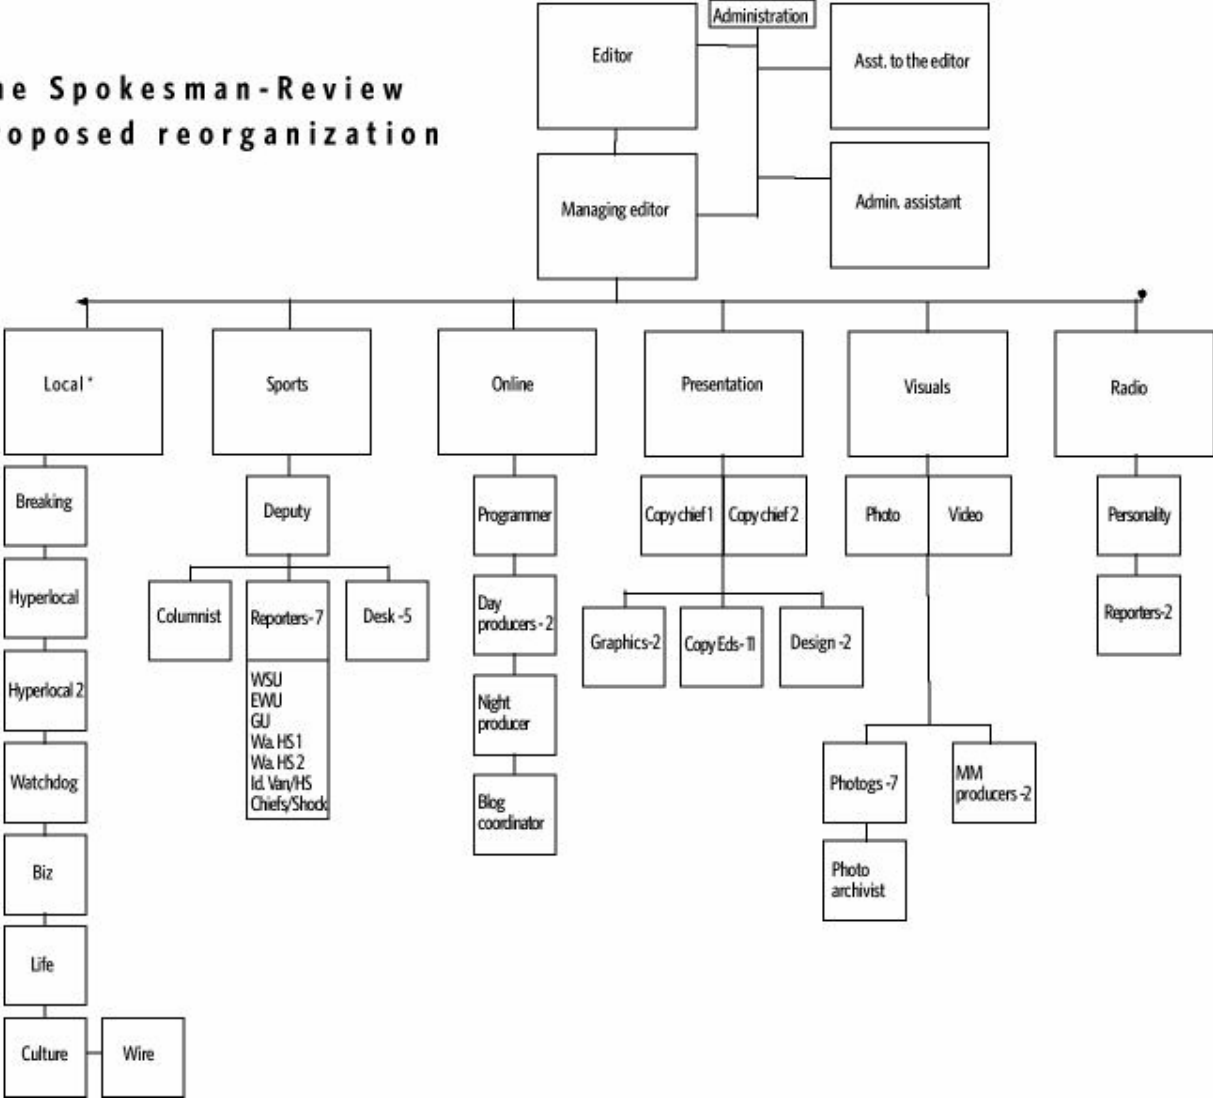 Administration
Editor
Asst. to the editor
he Spokesman-Review
roposed reorganization
Managing editor
Admin. assistant
Local *
Sports
Online
Presentation
Visuals
Radio
Breaking
Hyperlocal
Hyperlocal 2
Watchdog
Biz
Life
Culture
Wire
Deputy
Columnist
Reporters-7
Desk -5
WSU
EWU
GU
Wa. HS 1
Wa. HS 2
Id. Van/HS
Chiefs/Shock
Programmer
Day
producers - 2
Night
producer
Blog
coordinator
Copy chief 1
Copy chief 2
Graphics-2
Copy Eds- 11
Design -2
Photo
Video
Photogs -7
MM
producers -2
Photo
archivist
Personality
Reporters-2